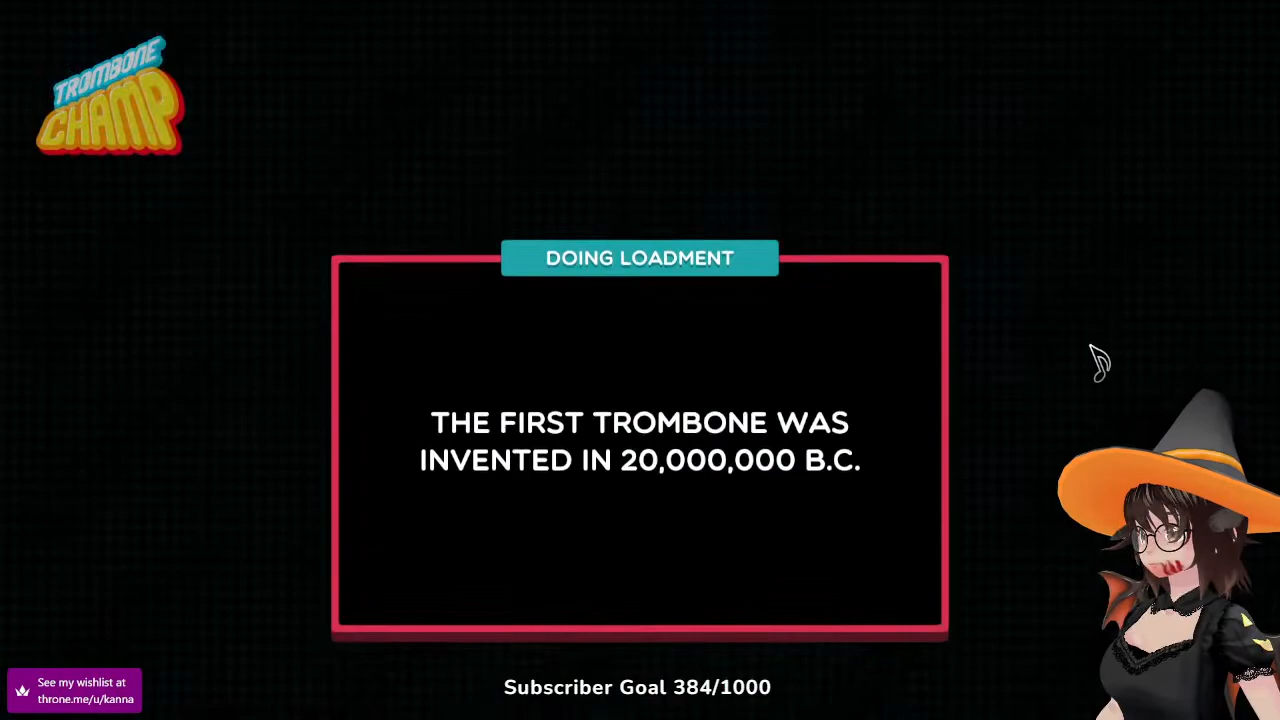 TROMBONE
CHAMP
DOING LOADMENT
THE FIRST TROMBONE WAS
INVENTED IN 20,000,000 B.C.
See my wishlist at
throne.me/u/kanna
Subscriber Goal 384/1000